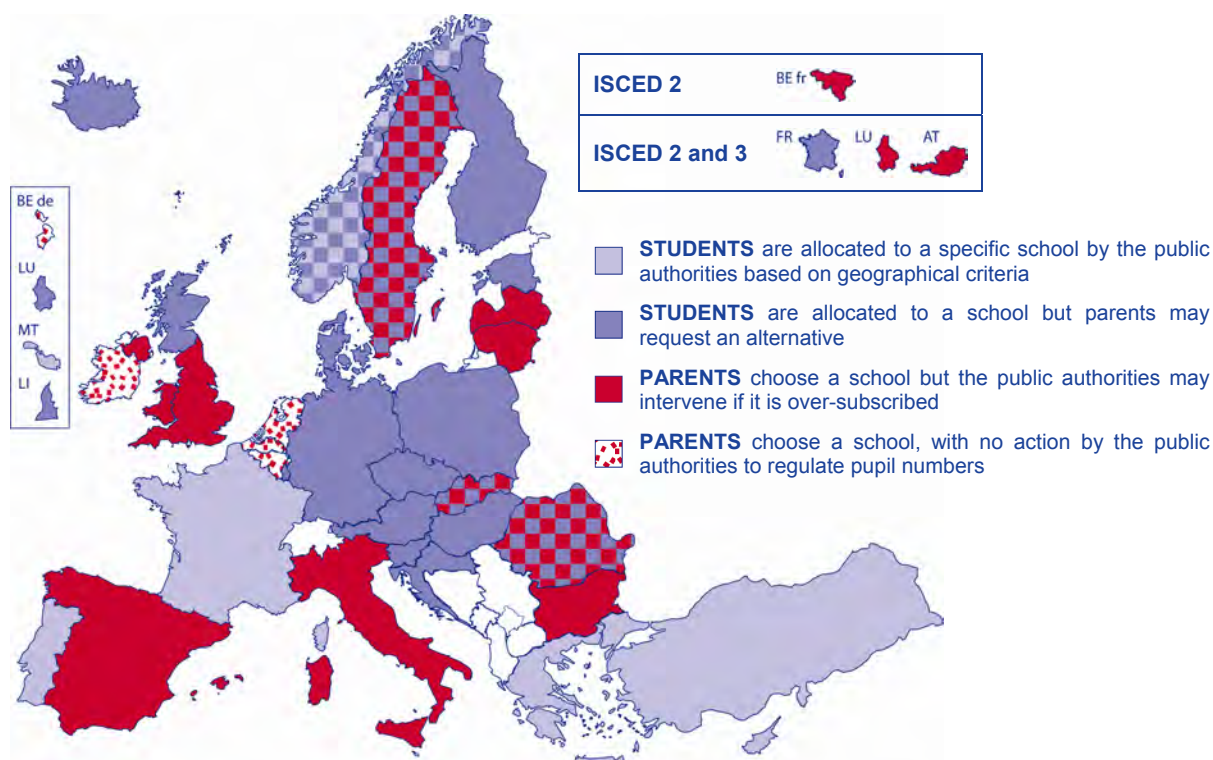 ISCED 2
BE fr
ISCED 2 and 3
FR
LU
AT
BE de
LU
MT
LI
STUDENTS are allocated to a specific school by the public
authorities based on geographical criteria
STUDENTS are allocated to a school but parents may
request an alternative
PARENTS choose a school but the public authorities may
intervene if it is over-subscribed
PARENTS choose a school, with no action by the public
authorities to regulate pupil numbers